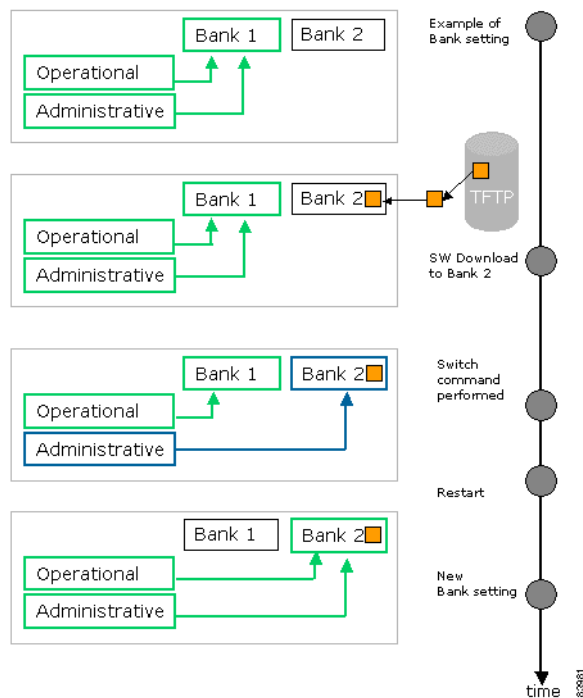 Example of
Bank setting
Bank 1
Bank 2
Operational
Administrative
TFTP
Bank 1
Bank 2
Operational
Administrative
SW Download
to Bank 2
Bank 1
Bank 2
Operational
Administrative
Switch
command
performed
Restart
Bank 1
Bank 2
Operational
Administrative
New
Bank setting
time